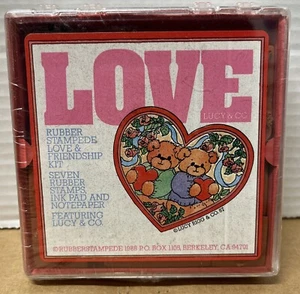 LOVE
LUCY & CO.
RUBBER
STAMPEDE
LOVE &
FRIENDSHIP
KIT
SEVEN
RUBBER
STAMPS,
INK PAD AND
NOTEPAPER
FEATURING
LUCY & CO.
© LUCY RIGG & CO.
© RUBBERSTAMPEDE 1989 P.O. BOX 1105, BERKELEY, CA 94701